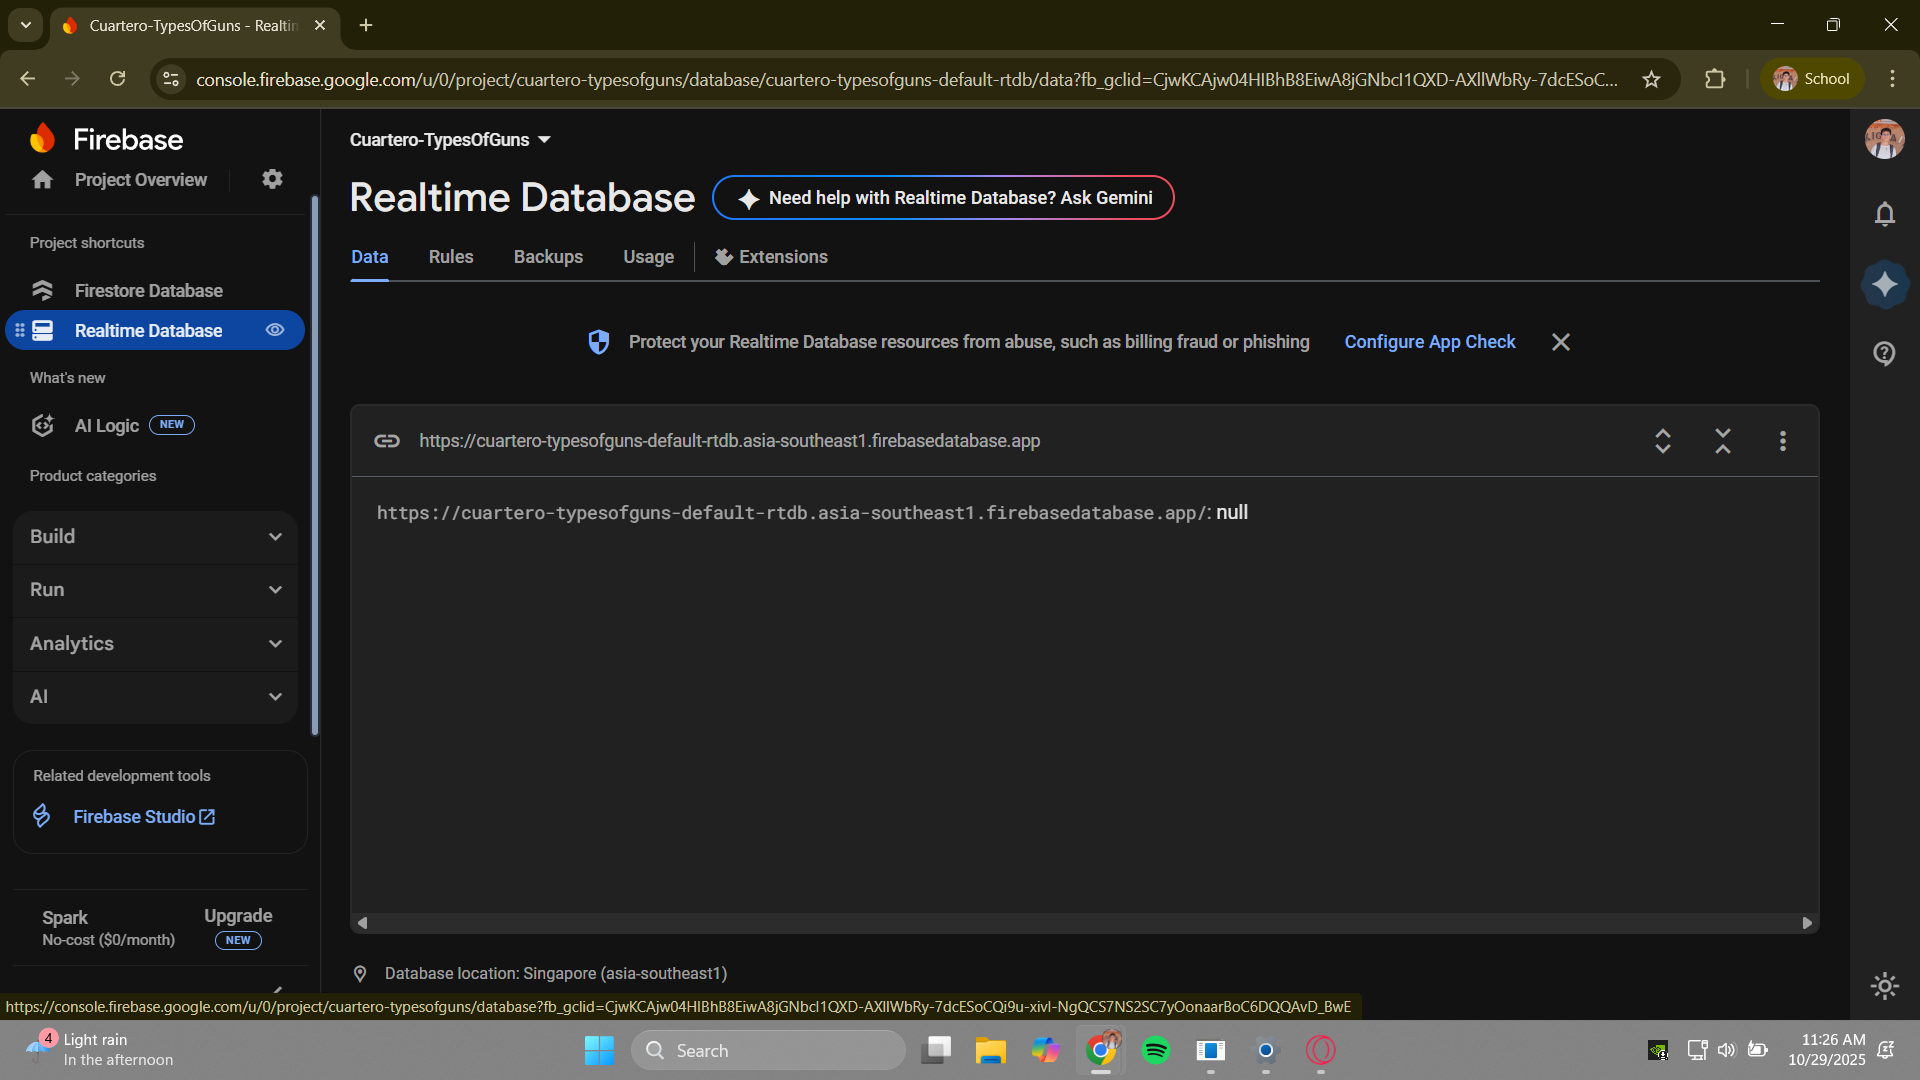 Cuartero-TypesOfGuns - Realtin
console.firebase.google.com/u/0/project/cuartero-typesofguns/database/cuartero-typesofguns-default-rtdb/data?fb_gclid=CjwKCAjw04HIBhB8EiwA8jGNbcI1QXD-AXlIWbRy-7dcESoC...
School
Firebase
Project Overview
Project shortcuts
Firestore Database
Realtime Database
What's new
AI Logic NEW
Product categories
Build
Run
Analytics
AI
Related development tools
Firebase Studio
Spark
No-cost ($0/month)
Upgrade
NEW
Cuartero-TypesOfGuns
Realtime Database
Need help with Realtime Database? Ask Gemini
Data Rules Backups Usage Extensions
Protect your Realtime Database resources from abuse, such as billing fraud or phishing Configure App Check
https://cuartero-typesofguns-default-rtdb.asia-southeast1.firebasedatabase.app
https://cuartero-typesofguns-default-rtdb.asia-southeast1.firebasedatabase.app/: null
Database location: Singapore (asia-southeast1)
https://console.firebase.google.com/u/0/project/cuartero-typesofguns/database?fb_gclid=CjwKCAjw04HIBhB8EiwA8jGNbcI1QXD-AXlIWbRy-7dcESoCQi9u-xivl-NgQCS7NS2SC7yOonaarBoC6DQQAvD_BwE
4
Light rain
In the afternoon
Search
11:26 AM
10/29/2025